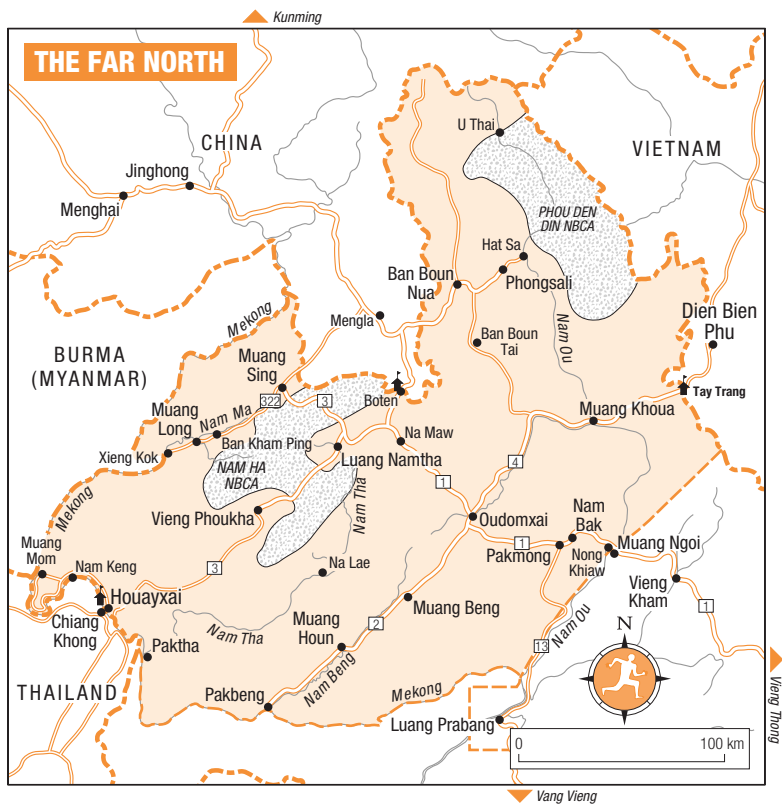 Kunming
THE FAR NORTH
CHINA
U Thai
VIETNAM
Jinghong
Menghai
PHOU DEN
DIN NBCA
Hat Sa
Ban Boun
Nua
Phongsali
Mekong
Mengla
Dien Bien
Phu
Nam Ou
Ban Boun
Tai
BURMA
(MYANMAR)
Muang
Sing
Boten
Tay Trang
322
3
Muang
Long
Nam Ma
Muang Khoua
Ban Kham Ping
Na Maw
Xieng Kok
Luang Namtha
NAM HA
NBCA
4
1
Nam Tha
Mekong
Vieng Phoukha
Oudomxai
Nam
Bak
1
Pakmong
Muang Ngoi
Nong
Khiaw
Muang
Mom
Nam Keng
3
Na Lae
Vieng
Kham
Houayxai
Chiang
Khong
Muang Beng
1
Nam Tha
2
Muang
Houn
Nam Ou
N
13
Paktha
Nam Beng
THAILAND
Pakbeng
Mekong
Luang Prabang
Vieng Thong
0
100 km
Vang Vieng